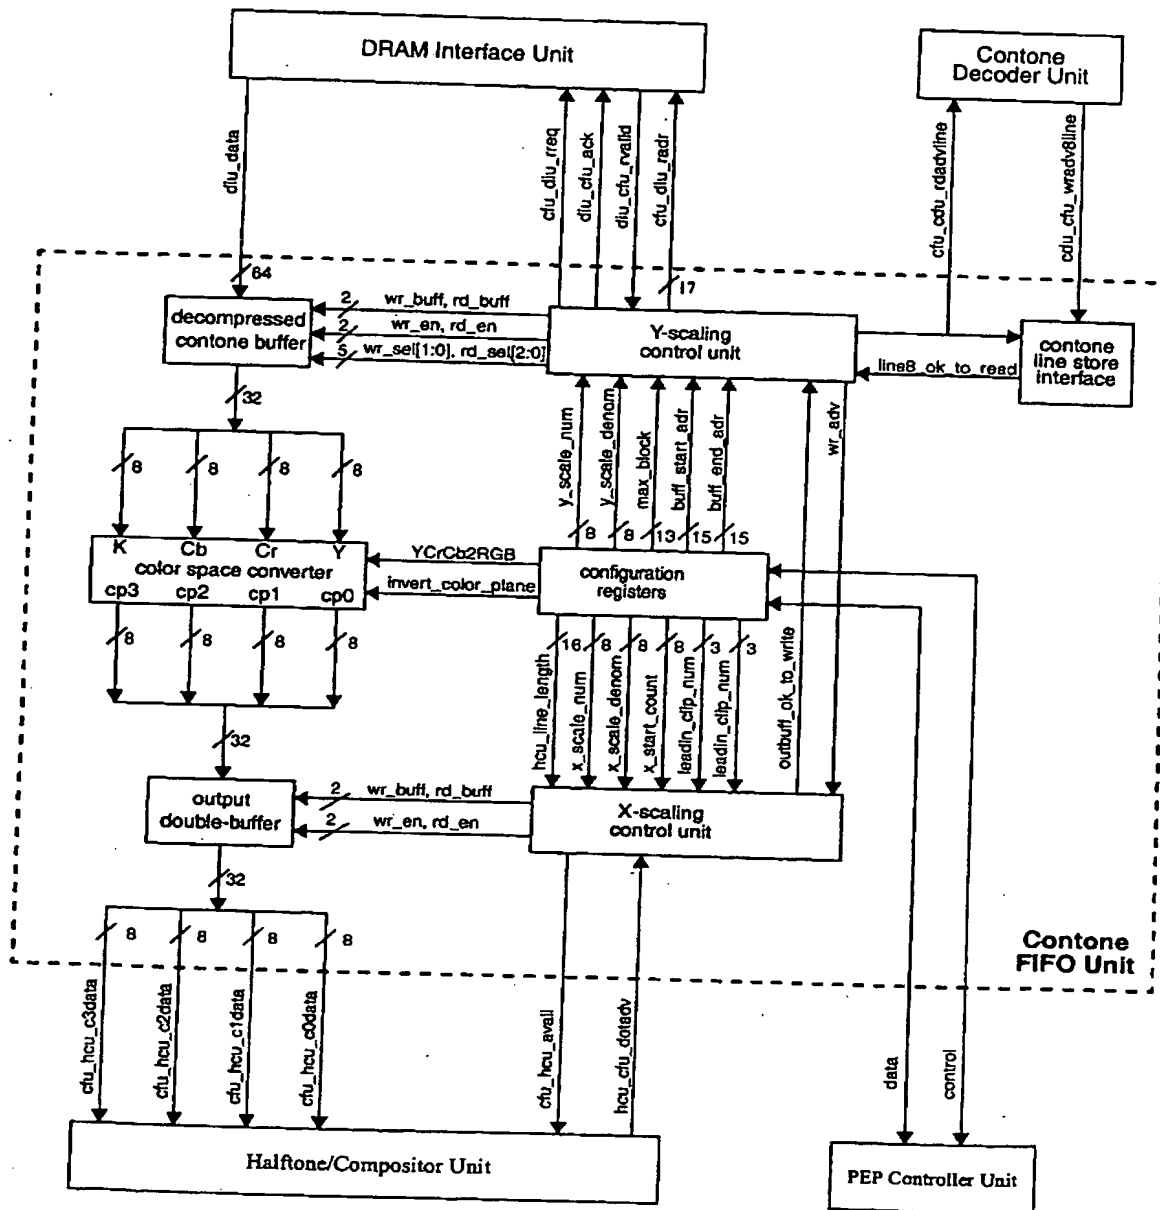 DRAM Interface Unit
Contone
Decoder Unit
diu_data
cfu_diu_rreq
diu_cfu_ack
diu_cfu_rvalid
cfu_diu_radr
cfu_cdu_rdadvline
cdu_cfu_wradv8line
64
17
decompressed
contone buffer
2
wr_buff, rd_buff
2
wr_en, rd_en
5
wr_sel[1:0], rd_sel[2:0]
Y-scaling
control unit
line8_ok_to_read
contone
line store
interface
32
8
8
8
8
y_scale_num
y_scale_denom
max_block
buff_start_adr
buff_end_adr
wr_adv
8
8
13
15
15
K
Cb
Cr
Y
color space converter
cp3
cp2
cp1
cp0
YCrCb2RGB
invert_color_plane
configuration
registers
8
8
8
8
16
8
8
8
3
3
hcu_line_length
x_scale_num
x_scale_denom
x_start_count
leadin_clip_num
leadin_clip_num
outbuff_ok_to_write
32
output
double-buffer
2
wr_buff, rd_buff
2
wr_en, rd_en
X-scaling
control unit
32
8
8
8
8
Contone
FIFO Unit
cfu_hcu_c3data
cfu_hcu_c2data
cfu_hcu_c1data
cfu_hcu_c0data
cfu_hcu_avail
hcu_cfu_dotadv
data
control
Halftone/Compositor Unit
PEP Controller Unit